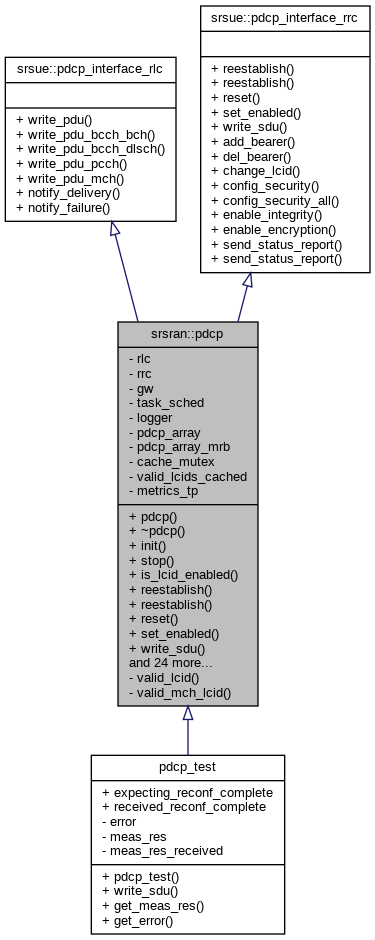 srsue::pdcp_interface_rrc
+ reestablish()
+ reestablish()
+ reset()
+ set_enabled()
+ write_sdu()
+ add_bearer()
+ del_bearer()
+ change_lcid()
+ config_security()
+ config_security_all()
+ enable_integrity()
+ enable_encryption()
+ send_status_report()
+ send_status_report()
srsue::pdcp_interface_rlc
+ write_pdu()
+ write_pdu_bcch_bch()
+ write_pdu_bcch_dlsch()
+ write_pdu_pcch()
+ write_pdu_mch()
+ notify_delivery()
+ notify_failure()
srsran::pdcp
- rlc
- rrc
- gw
- task_sched
- logger
- pdcp_array
- pdcp_array_mrb
- cache_mutex
- valid_lcids_cached
- metrics_tp
+ pdcp()
+ ~pdcp()
+ init()
+ stop()
+ is_lcid_enabled()
+ reestablish()
+ reestablish()
+ reset()
+ set_enabled()
+ write_sdu()
and 24 more...
- valid_lcid()
- valid_mch_lcid()
pdcp_test
+ expecting_reconf_complete
+ received_reconf_complete
- error
- meas_res
- meas_res_received
+ pdcp_test()
+ write_sdu()
+ get_meas_res()
+ get_error()